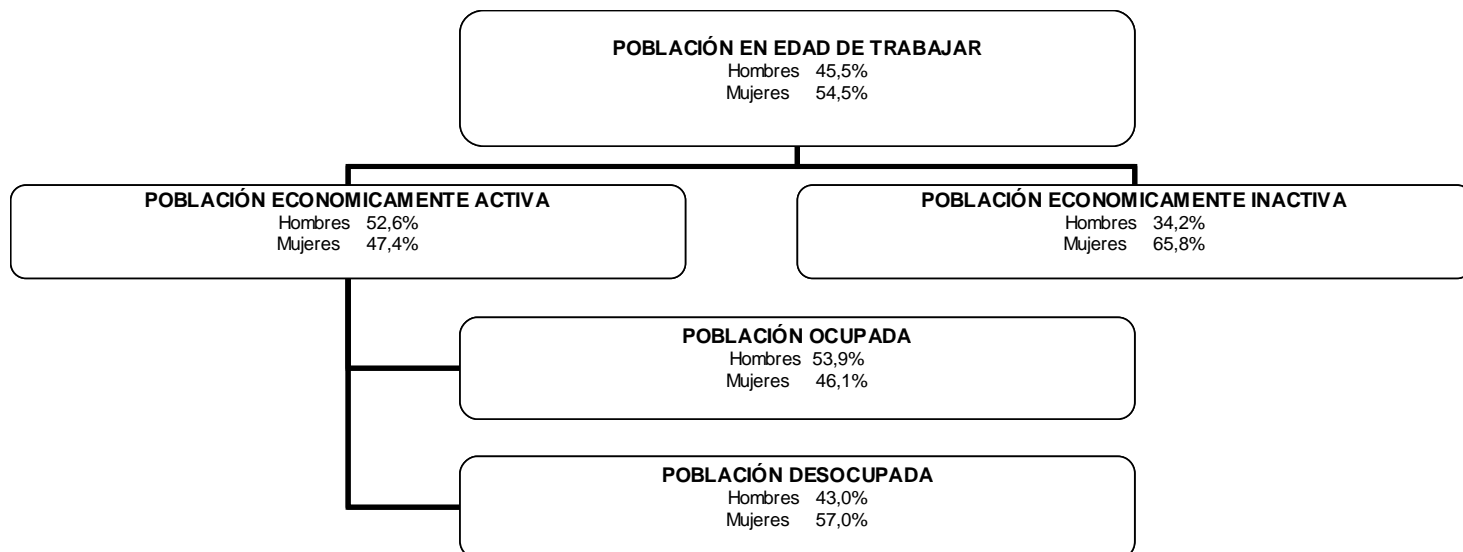 POBLACIÓN EN EDAD DE TRABAJAR
Hombres 45,5%
Mujeres 54,5%
POBLACIÓN ECONOMICAMENTE ACTIVA
Hombres 52,6%
Mujeres 47,4%
POBLACIÓN ECONOMICAMENTE INACTIVA
Hombres 34,2%
Mujeres 65,8%
POBLACIÓN OCUPADA
Hombres 53,9%
Mujeres 46,1%
POBLACIÓN DESOCUPADA
Hombres 43,0%
Mujeres 57,0%